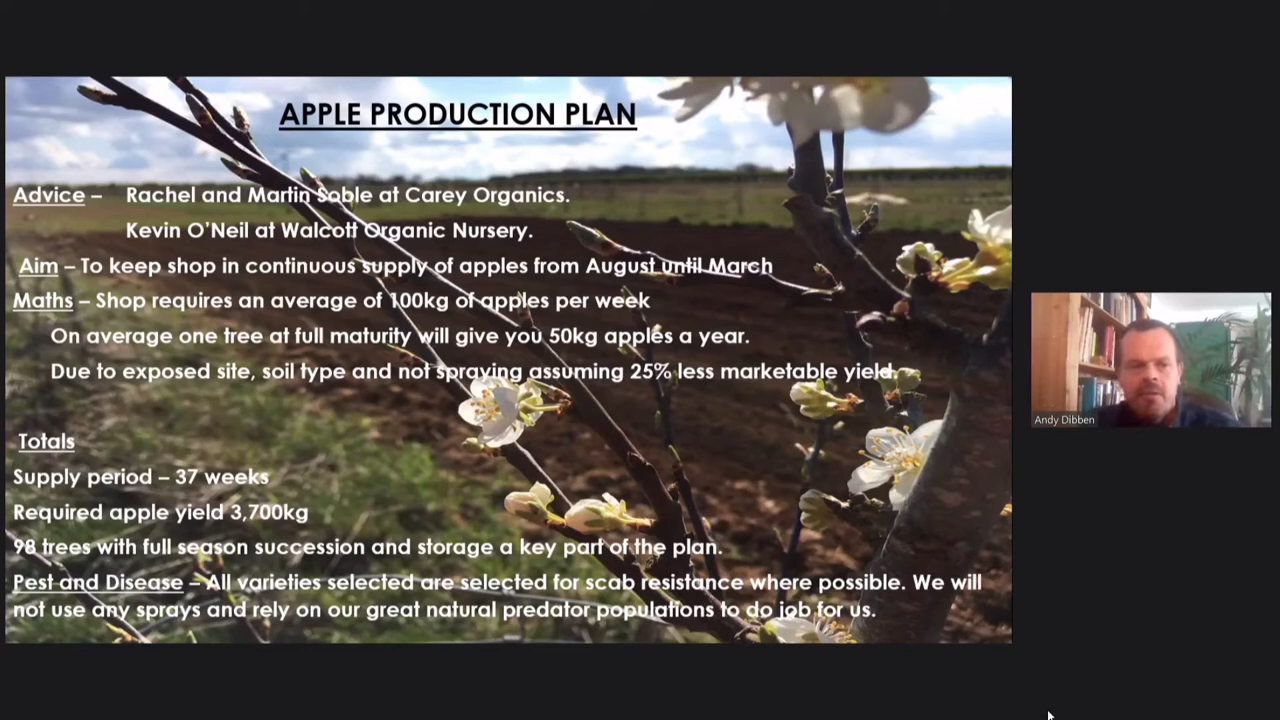 APPLE PRODUCTION PLAN
Advice – Rachel and Martin Soble at Carey Organics.
Kevin O'Neil at Walcott Organic Nursery.
Aim – To keep shop in continuous supply of apples from August until March
Maths – Shop requires an average of 100kg of apples per week
On average one tree at full maturity will give you 50kg apples a year.
Due to exposed site, soil type and not spraying assuming 25% less marketable yield.
Totals
Supply period – 37 weeks
Required apple yield 3,700kg
98 trees with full season succession and storage a key part of the plan.
Pest and Disease – All varieties selected are selected for scab resistance where possible. We will
not use any sprays and rely on our great natural predator populations to do job for us.
Andy Dibben